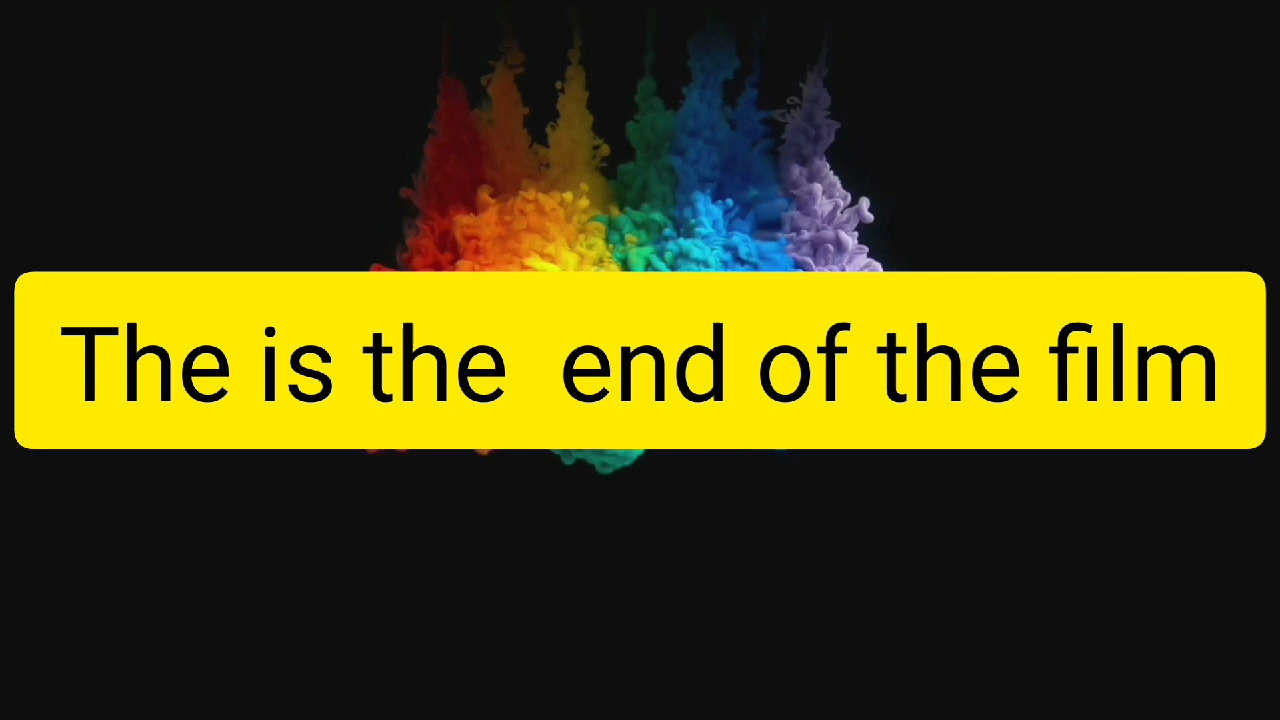 The is the  end of the film